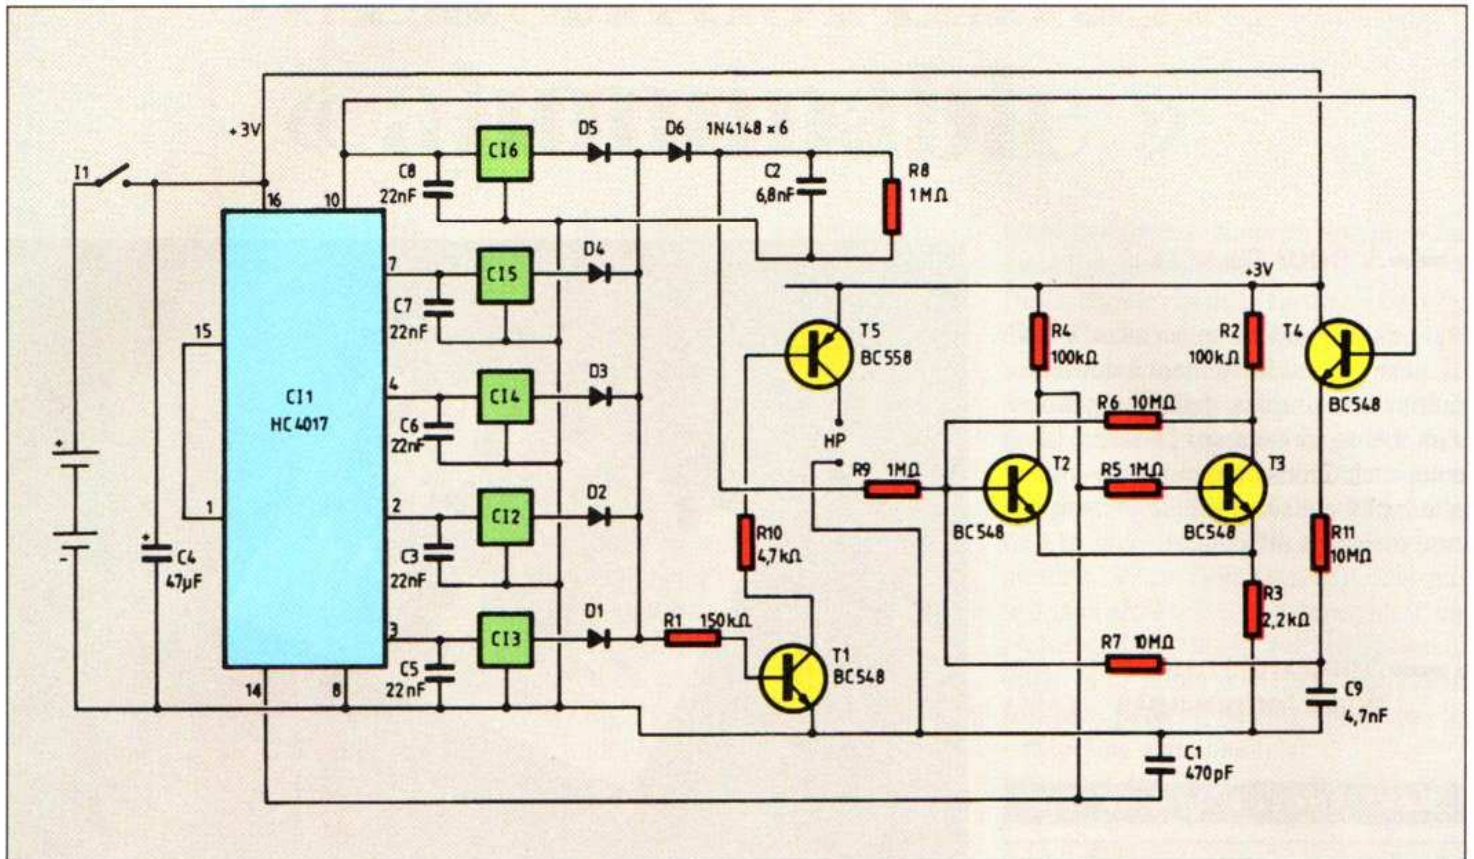 +3V
I1
16
10
C8
22nF
CI6
D5
D6
1N4148 × 6
C2
6,8nF
R8
1MΩ
7
C7
22nF
CI5
D4
15
4
C6
22nF
CI4
D3
CI1
HC4017
1
2
C3
22nF
CI2
D2
3
C5
22nF
CI3
D1
14
8
+
-
+
C4
47µF
+3V
T5
BC558
R4
100kΩ
R2
100kΩ
T4
BC548
HP
R6 10MΩ
R9 1MΩ
T2
BC548
R5 1MΩ
T3
BC548
R10
4,7kΩ
R11
10MΩ
R3
2,2kΩ
R1 150kΩ
T1
BC548
R7 10MΩ
C9
4,7nF
C1
470pF